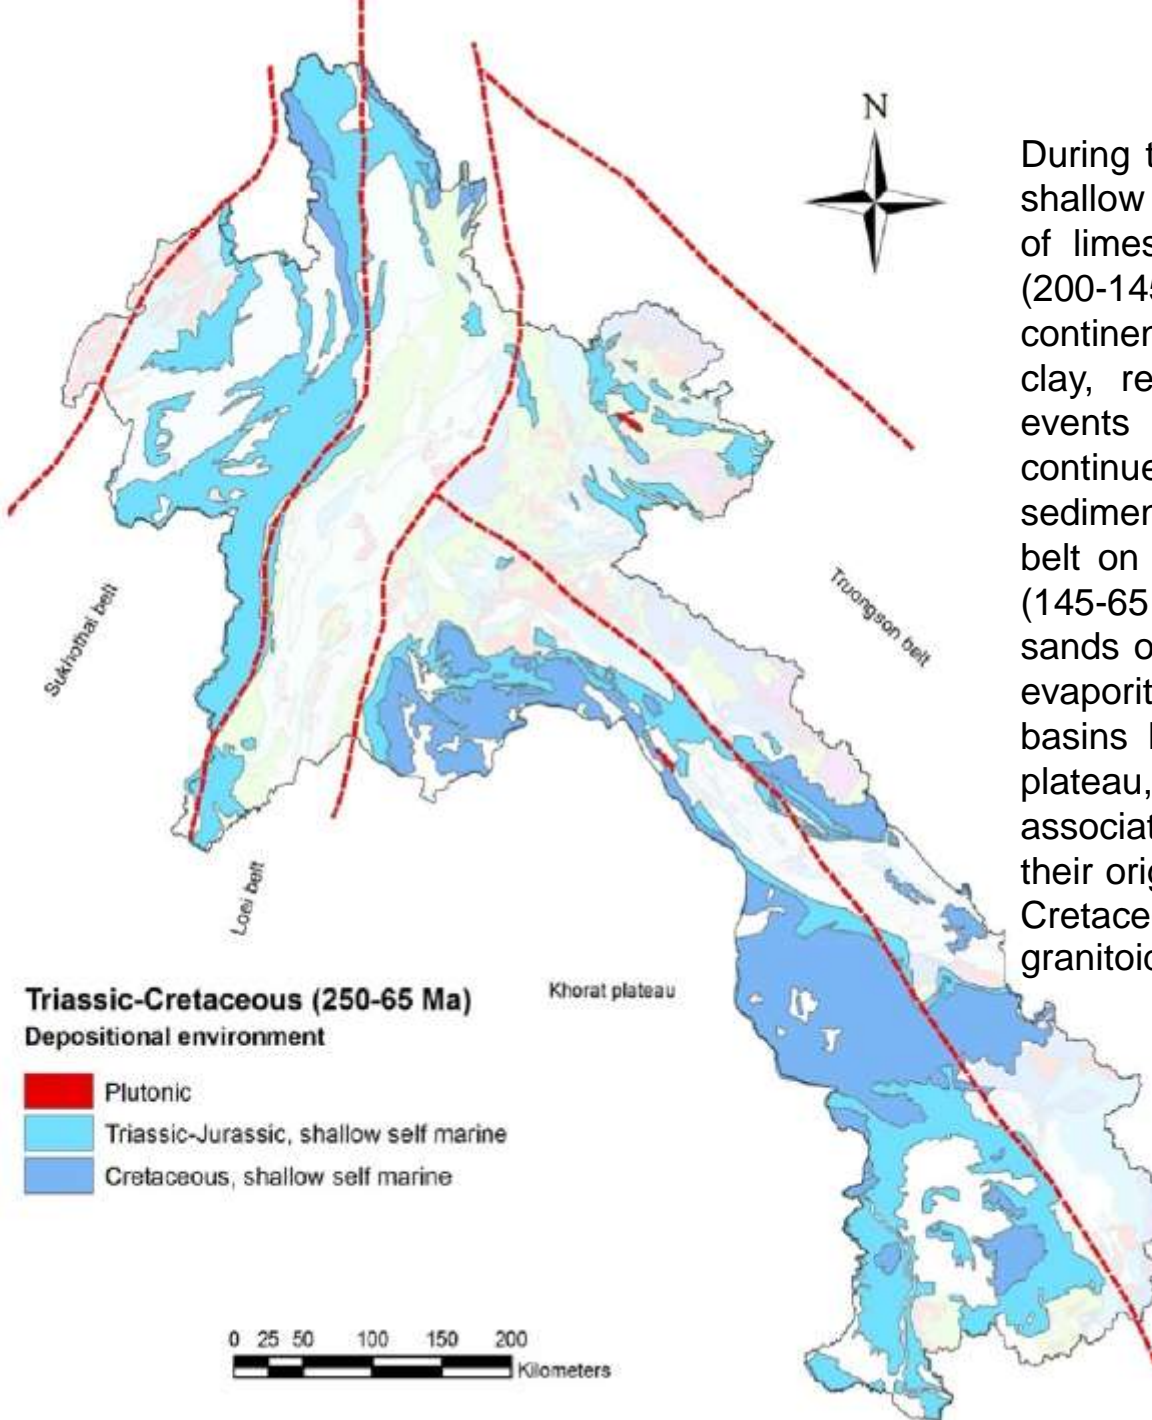 N
During t
shallow
of limes
(200-145
continen
clay, re
events
continue
sedimen
belt on
(145-65
sands o
evaporit
basins
plateau,
associat
their orig
Cretace
granitoid
Sukhothai belt
Truongson belt
Loei belt
Khorat plateau
Triassic-Cretaceous (250-65 Ma)
Depositional environment
Plutonic
Triassic-Jurassic, shallow self marine
Cretaceous, shallow self marine
0 25 50 100 150 200
Kilometers